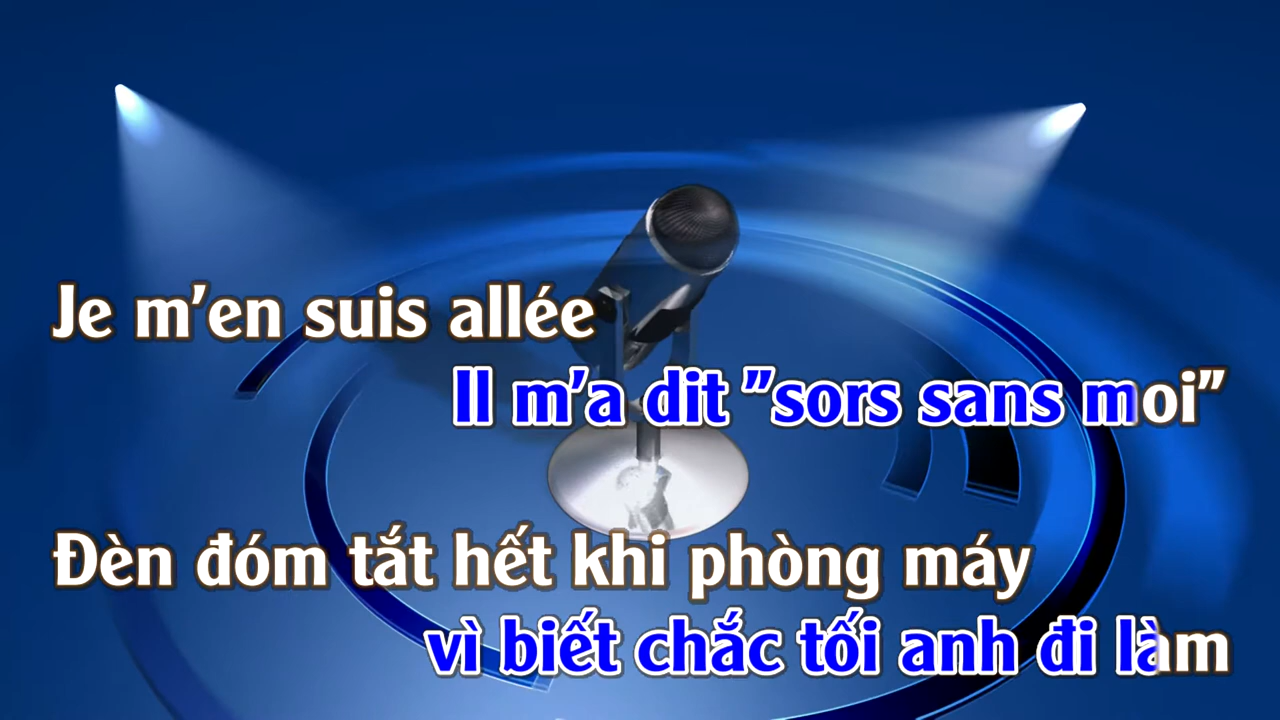 Je m'en suis allée
Il m'a dit "sors sans moi"
Đèn đóm tắt hết khi phòng máy
vì biết chắc tối anh đi làm